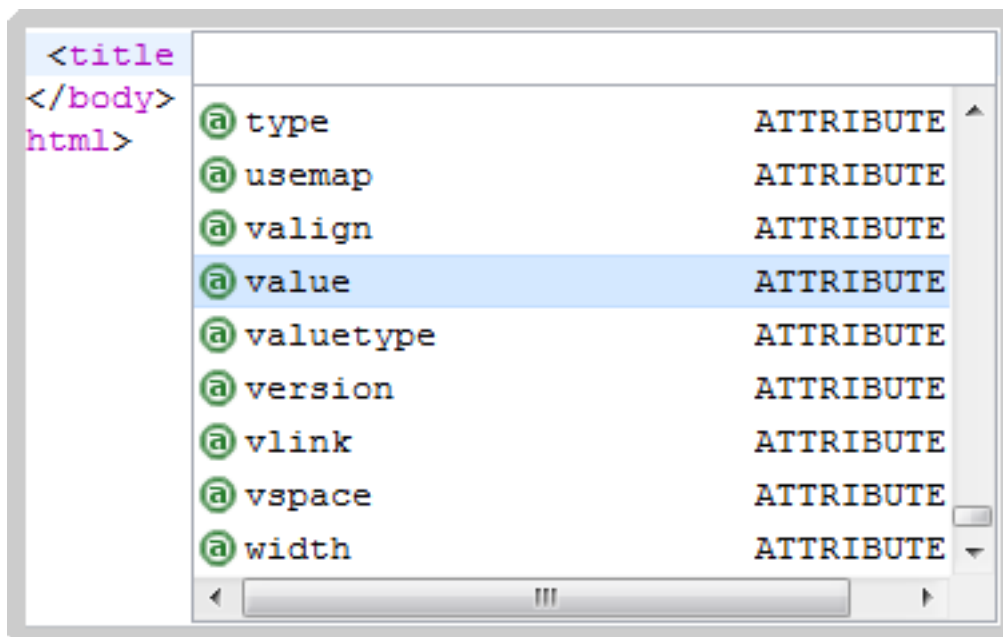 <title
</body>
html>
@ type ATTRIBUTE
@ usemap ATTRIBUTE
@ valign ATTRIBUTE
@ value ATTRIBUTE
@ valuetype ATTRIBUTE
@ version ATTRIBUTE
@ vlink ATTRIBUTE
@ vspace ATTRIBUTE
@ width ATTRIBUTE